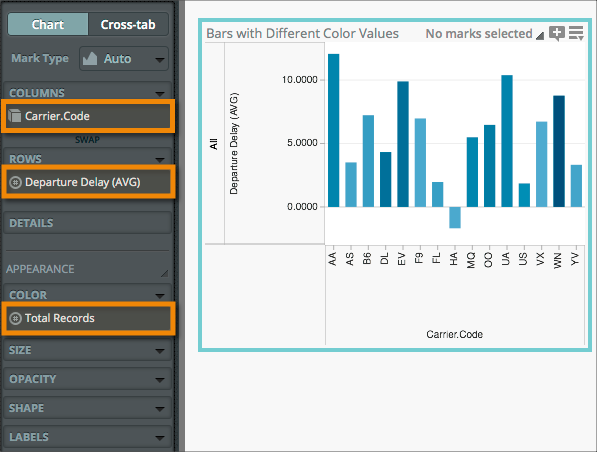 Chart Cross-tab
Mark Type Auto
COLUMNS
Carrier.Code
SWAP
ROWS
Departure Delay (AVG)
DETAILS
APPEARANCE
COLOR
Total Records
SIZE
OPACITY
SHAPE
LABELS
Bars with Different Color Values No marks selected
All
Departure Delay (AVG)
10.0000
5.0000
0.0000
AA AS B6 DL EV F9 FL HA MQ OO UA US VX WN YV
Carrier.Code